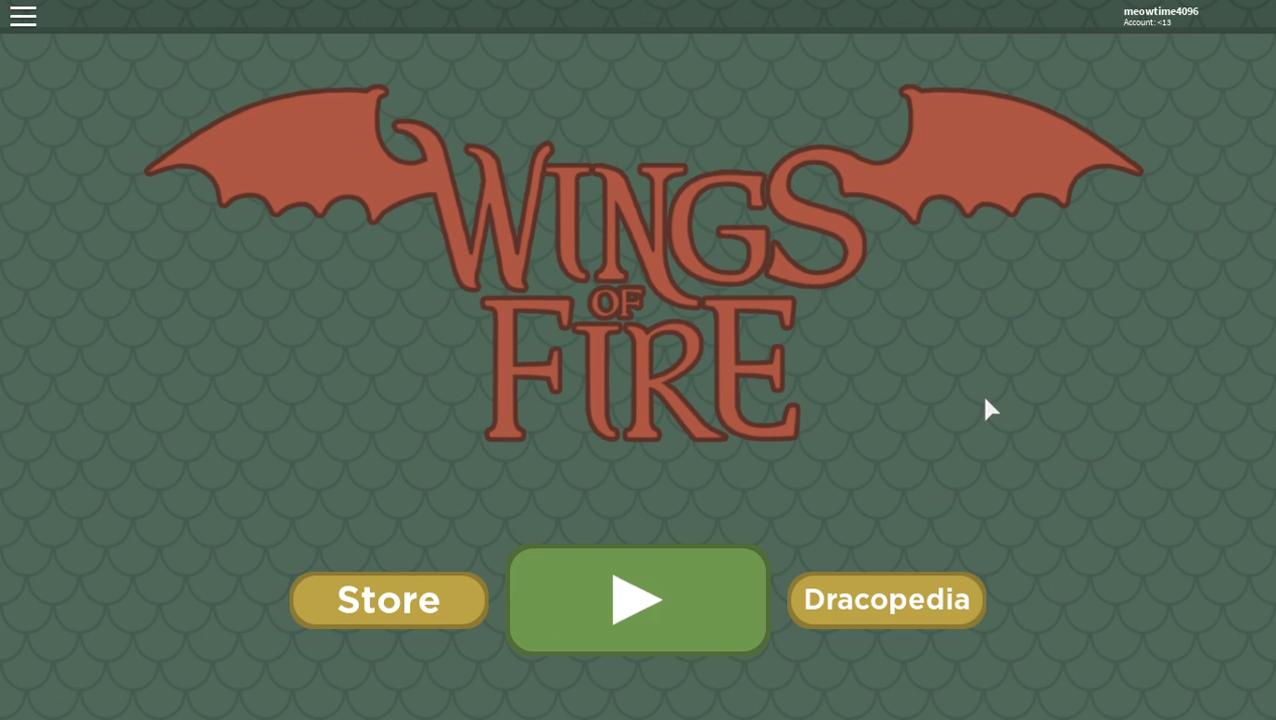 meowtime4096
Account: <13
WINGS
OF
FIRE
Store
Dracopedia